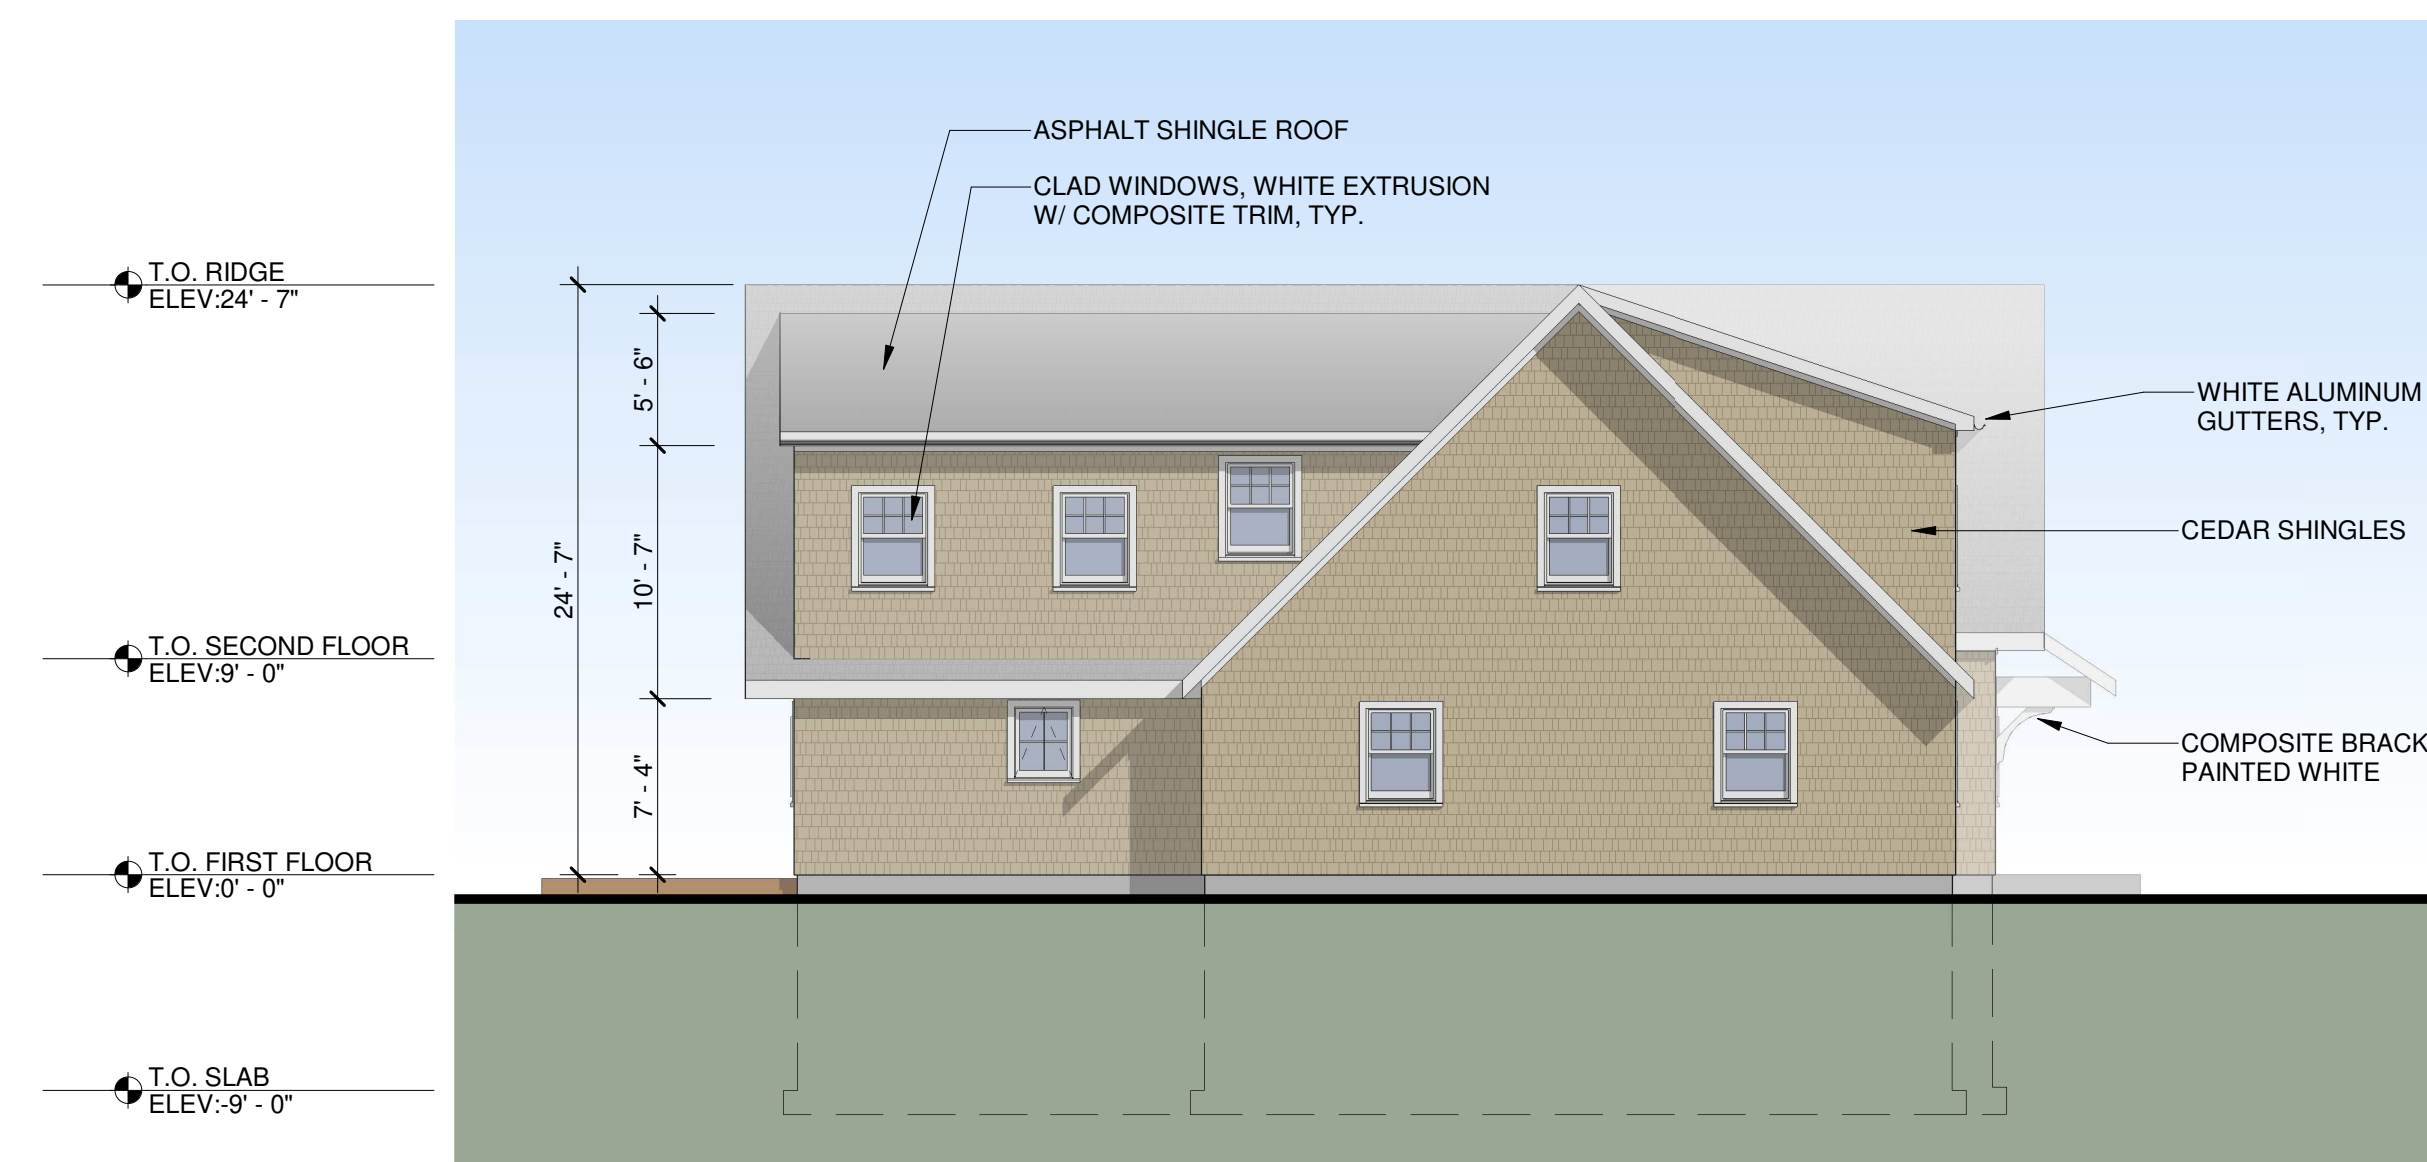 ASPHALT SHINGLE ROOF
CLAD WINDOWS, WHITE EXTRUSION
W/ COMPOSITE TRIM, TYP.
T.O. RIDGE
ELEV:24' - 7"
5' - 6"
WHITE ALUMINUM
GUTTERS, TYP.
CEDAR SHINGLES
24' - 7"
10' - 7"
T.O. SECOND FLOOR
ELEV:9' - 0"
COMPOSITE BRACK
PAINTED WHITE
7' - 4"
T.O. FIRST FLOOR
ELEV:0' - 0"
T.O. SLAB
ELEV:-9' - 0"